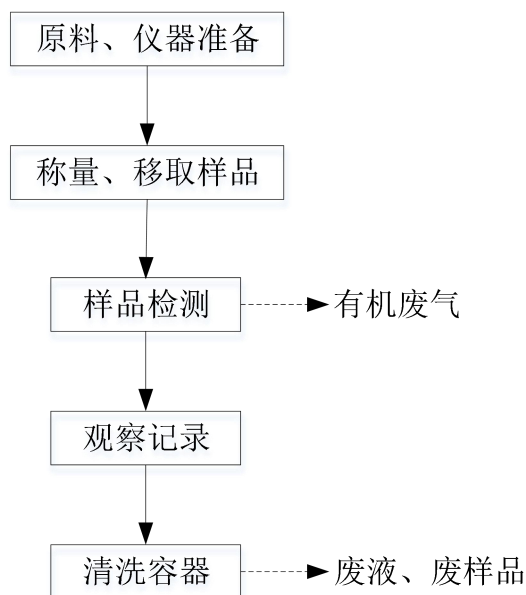 原料、仪器准备
称量、移取样品
样品检测
有机废气
观察记录
清洗容器
废液、废样品